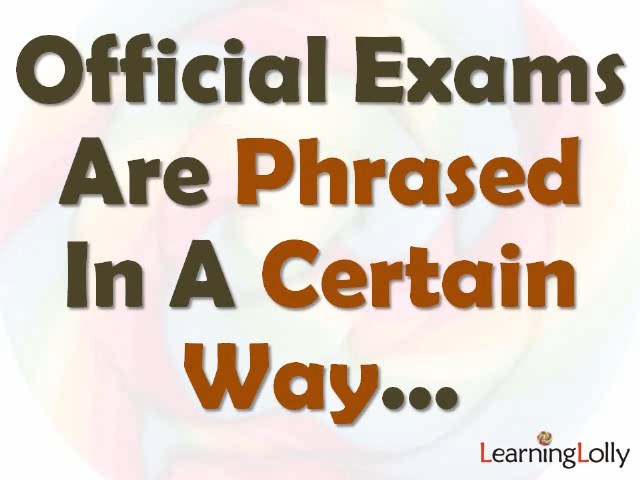 Official Exams
Are Phrased
In A Certain
Way...
LearningLolly